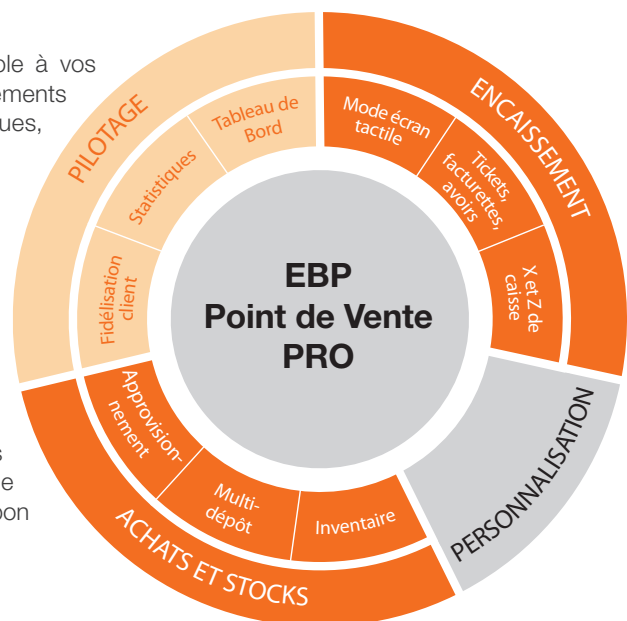 ements
ues,
PILOTAGE
Tableau de
Bord
Statistiques
Fidélisation
client
ENCAISSEMENT
Mode écran
tactile
Tickets,
facturettes,
avoirs
X et Z de
caisse
EBP
Point de Vente
PRO
PERSONNALISATION
ACHATS ET STOCKS
Approvision-
nement
Multi-
dépôt
Inventaire
s
e
bon
ble à vos